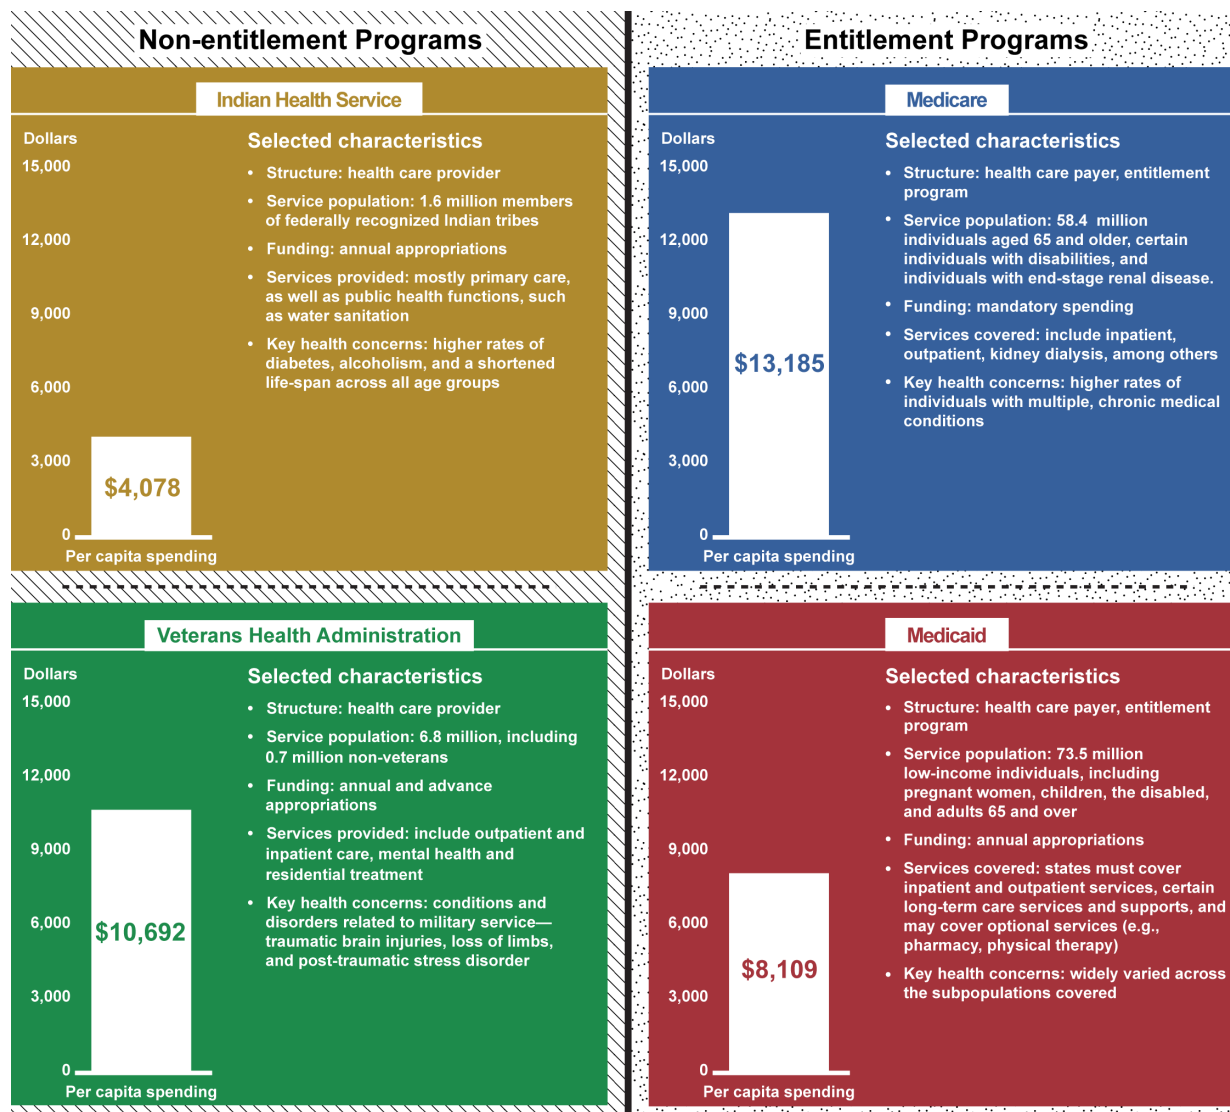 Non-entitlement Programs
Indian Health Service
Dollars
15,000
12,000
9,000
6,000
3,000
0
$4,078
Per capita spending
Selected characteristics
• Structure: health care provider
• Service population: 1.6 million members
of federally recognized Indian tribes
• Funding: annual appropriations
• Services provided: mostly primary care,
as well as public health functions, such
as water sanitation
• Key health concerns: higher rates of
diabetes, alcoholism, and a shortened
life-span across all age groups
Veterans Health Administration
Dollars
15,000
12,000
9,000
6,000
3,000
0
$10,692
Per capita spending
Selected characteristics
• Structure: health care provider
• Service population: 6.8 million, including
0.7 million non-veterans
• Funding: annual and advance
appropriations
• Services provided: include outpatient and
inpatient care, mental health and
residential treatment
• Key health concerns: conditions and
disorders related to military service—
traumatic brain injuries, loss of limbs,
and post-traumatic stress disorder
Entitlement Programs
Medicare
Dollars
15,000
12,000
9,000
6,000
3,000
0
$13,185
Per capita spending
Selected characteristics
• Structure: health care payer, entitlement
program
• Service population: 58.4 million
individuals aged 65 and older, certain
individuals with disabilities, and
individuals with end-stage renal disease.
• Funding: mandatory spending
• Services covered: include inpatient,
outpatient, kidney dialysis, among others
• Key health concerns: higher rates of
individuals with multiple, chronic medical
conditions
Medicaid
Dollars
15,000
12,000
9,000
6,000
3,000
0
$8,109
Per capita spending
Selected characteristics
• Structure: health care payer, entitlement
program
• Service population: 73.5 million
low-income individuals, including
pregnant women, children, the disabled,
and adults 65 and over
• Funding: annual appropriations
• Services covered: states must cover
inpatient and outpatient services, certain
long-term care services and supports, and
may cover optional services (e.g.,
pharmacy, physical therapy)
• Key health concerns: widely varied across
the subpopulations covered